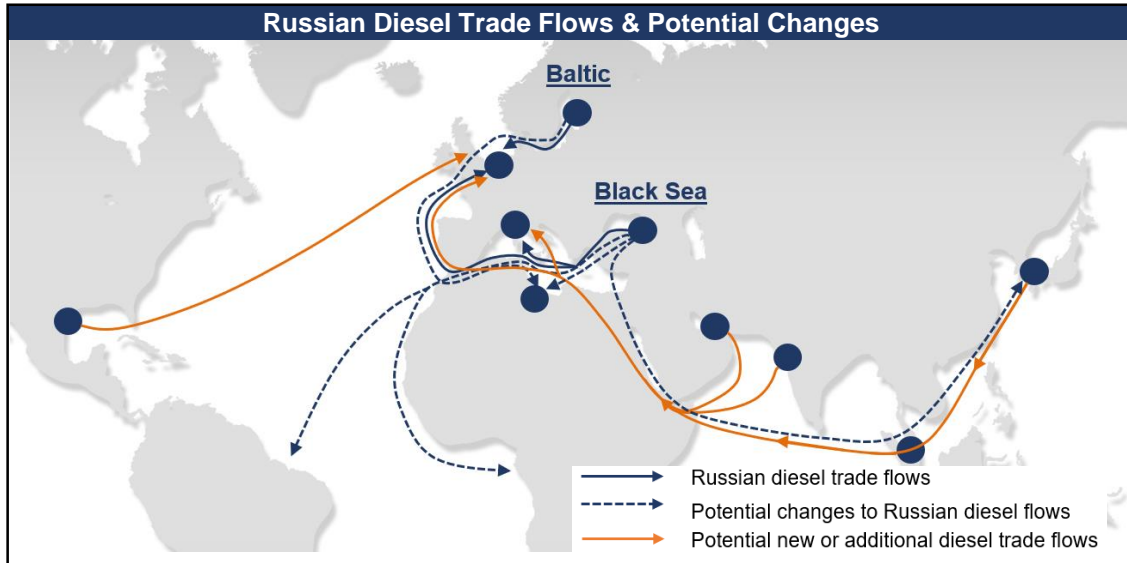 Russian Diesel Trade Flows & Potential Changes
Baltic
Black Sea
Russian diesel trade flows
Potential changes to Russian diesel flows
Potential new or additional diesel trade flows